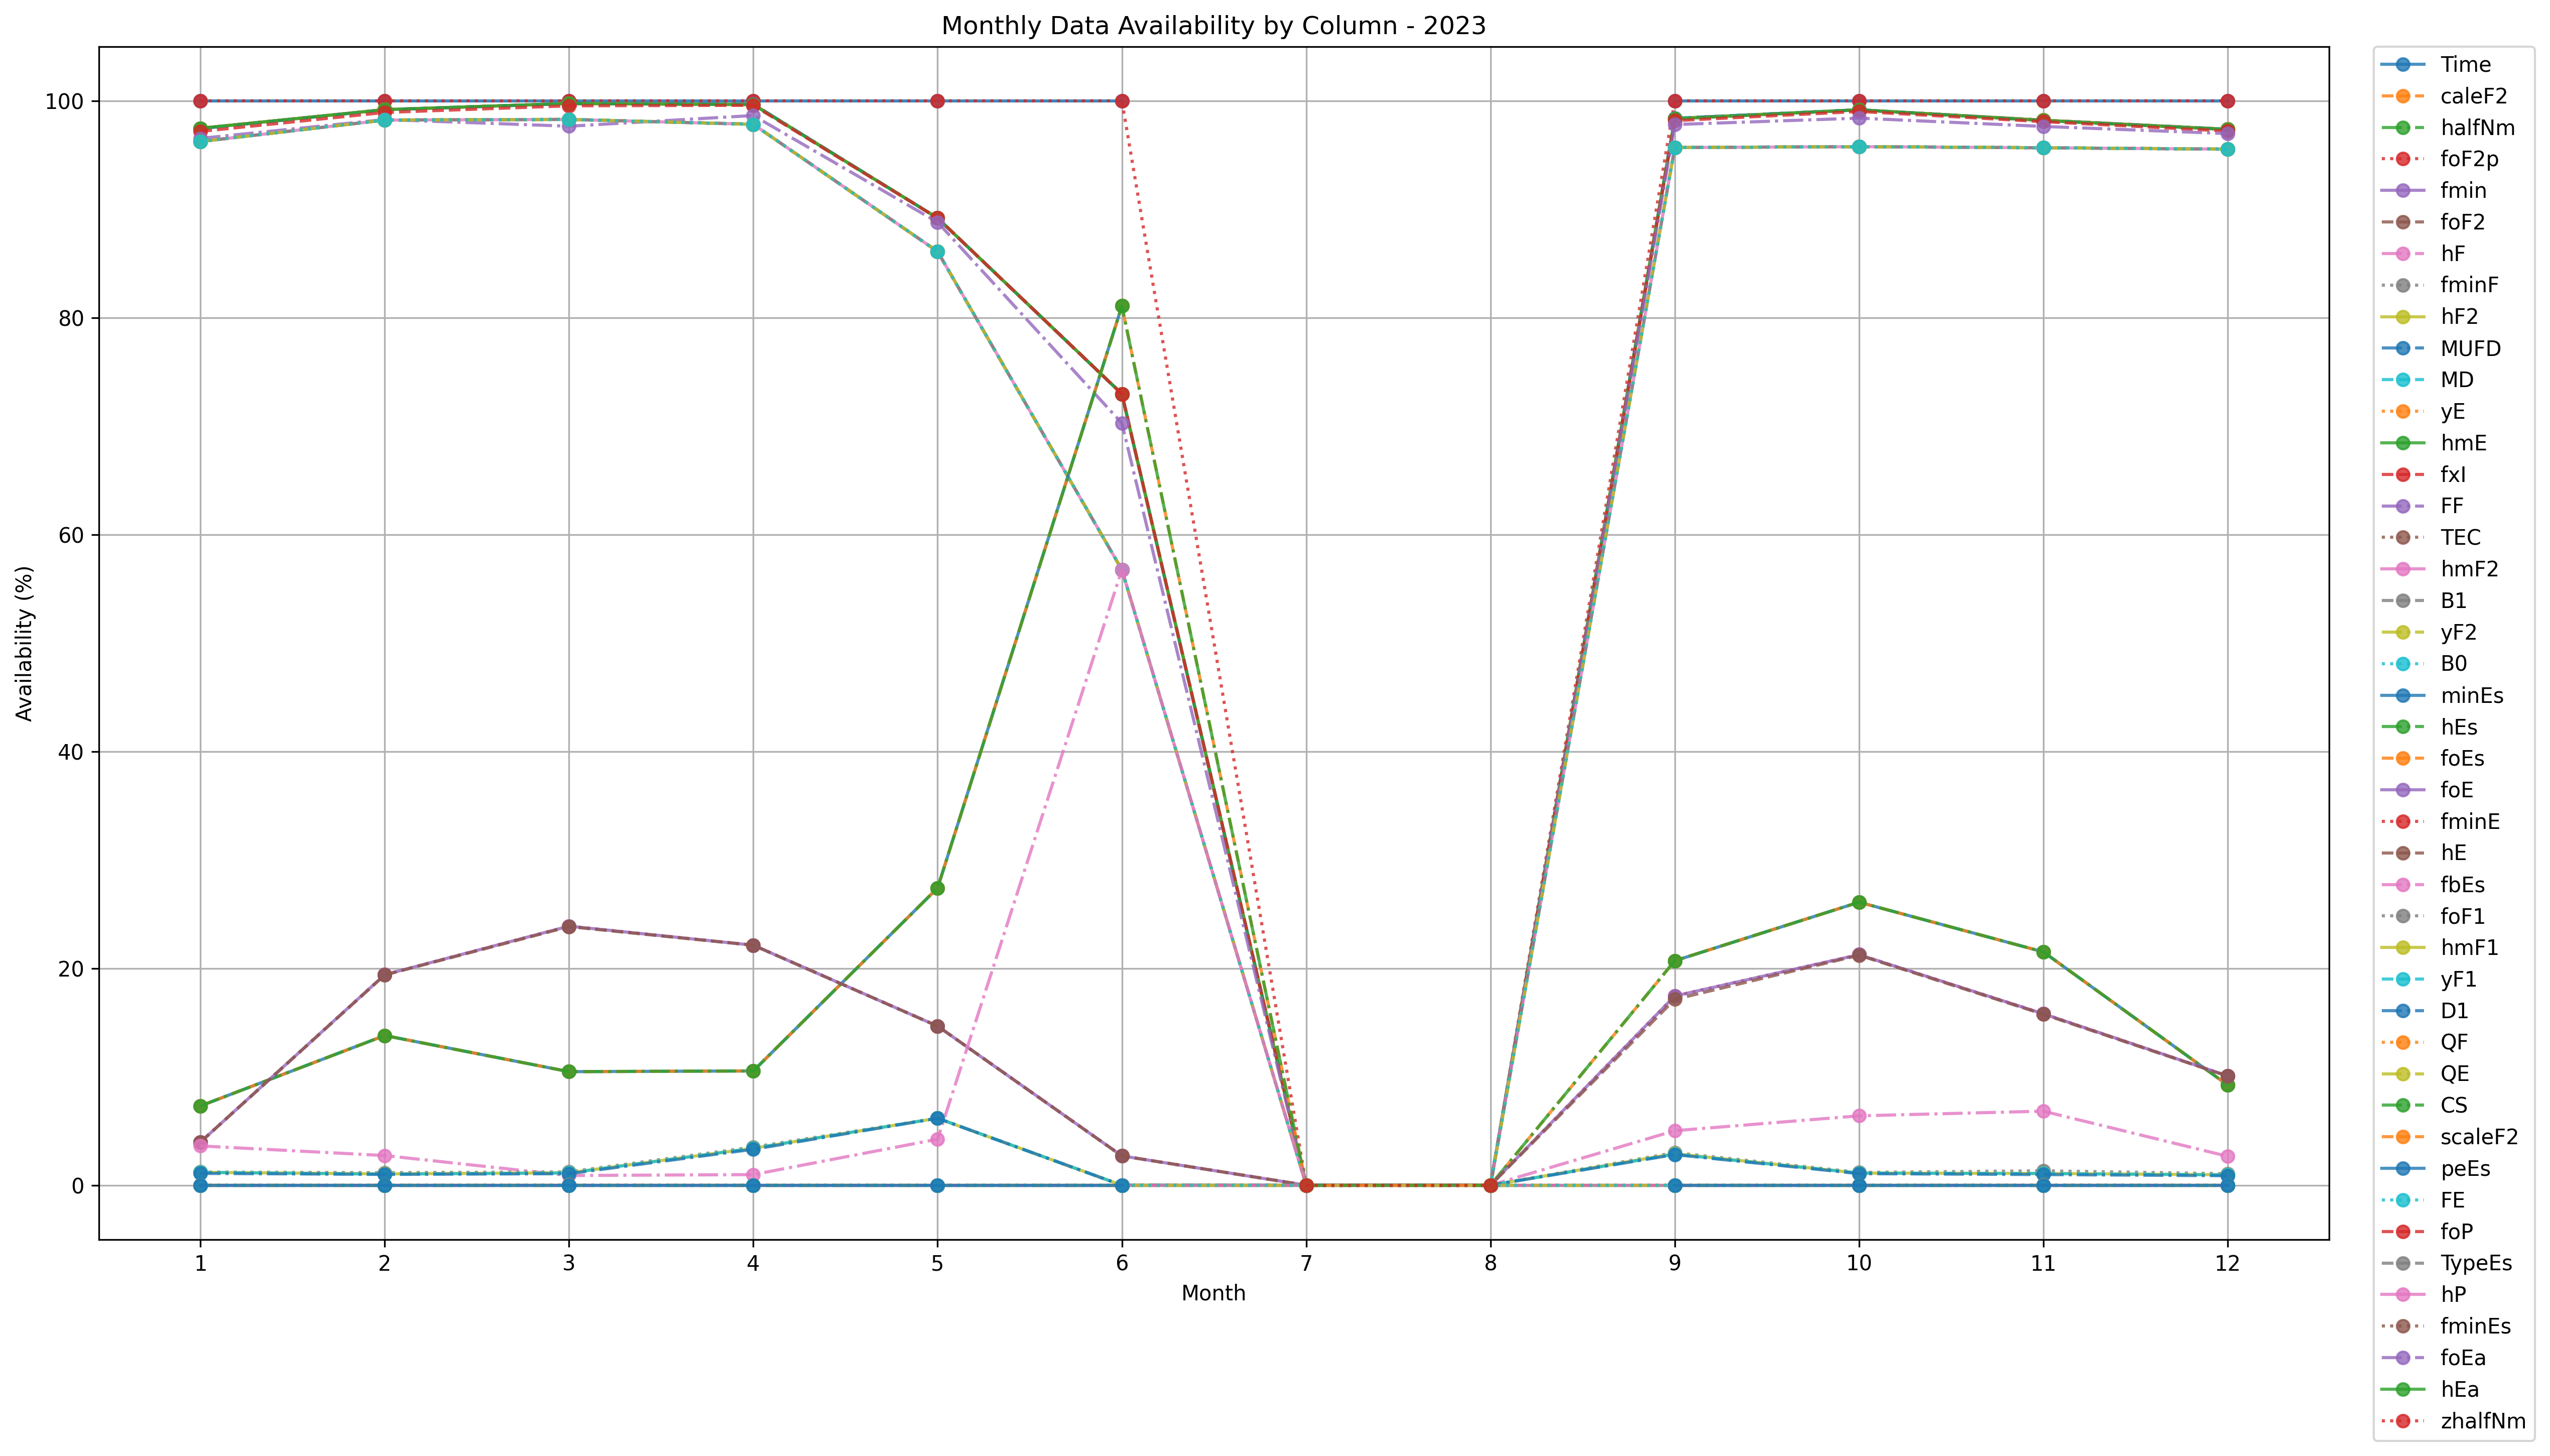 Monthly Data Availability by Column - 2023
100
80
60
40
20
0
Availability (%)
1 2 3 4 5 6 7 8 9 10 11 12
Month
Time
caleF2
halfNm
foF2p
fmin
foF2
hF
fminF
hF2
MUFD
MD
yE
hmE
fxI
FF
TEC
hmF2
B1
yF2
B0
minEs
hEs
foEs
foE
fminE
hE
fbEs
foF1
hmF1
yF1
D1
QF
QE
CS
scaleF2
peEs
FE
foP
TypeEs
hP
fminEs
foEa
hEa
zhalfNm